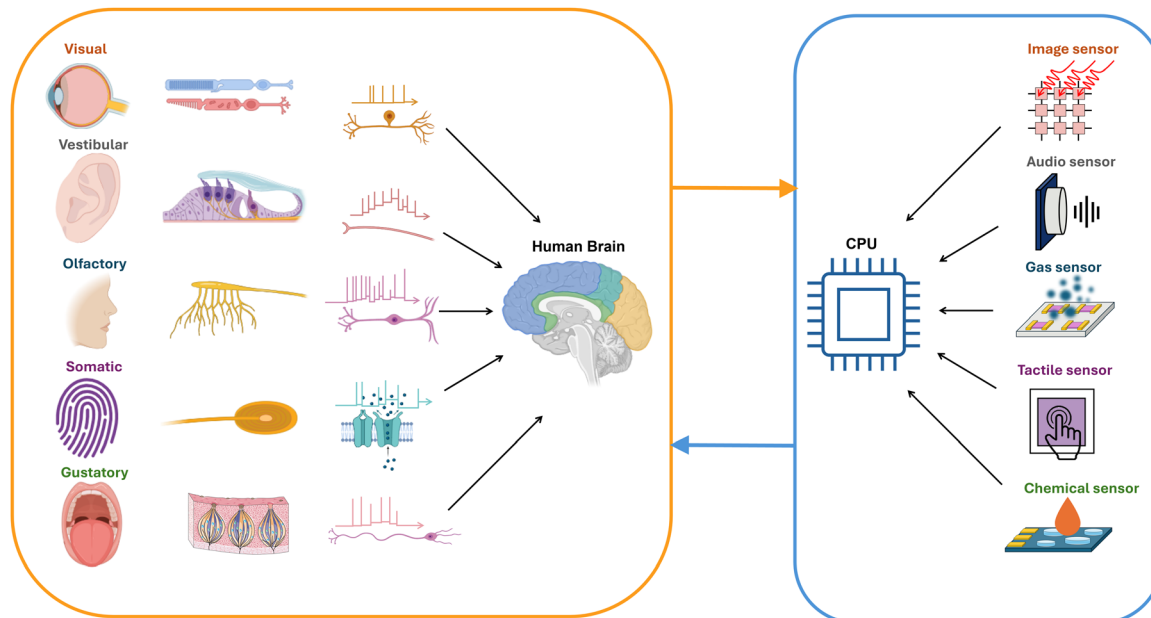 Visual
Vestibular
Olfactory
Somatic
Gustatory
Human Brain
CPU
Image sensor
Audio sensor
Gas sensor
Tactile sensor
Chemical sensor